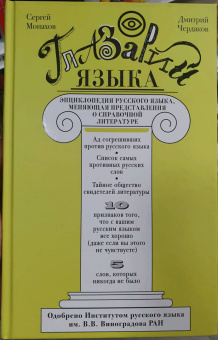 Сергей
Монахов
Дмитрий
Чердаков
ГлазАРИЙ
ЯЗЫКА
ЭНЦИКЛОПЕДИЯ РУССКОГО ЯЗЫКА,
МЕНЯЮЩАЯ ПРЕДСТАВЛЕНИЯ
О СПРАВОЧНОЙ
ЛИТЕРАТУРЕ
Ад согрешивших
против русского языка
Список самых
противных русских
слов
Тайное общество
свидетелей литературы
10
признаков того,
что с вашим
русским языком
все хорошо
(даже если вы этого
не чувствуете)
5
слов, которых
никогда не было
Одобрено Институтом русского языка
им. В.В. Виноградова РАН